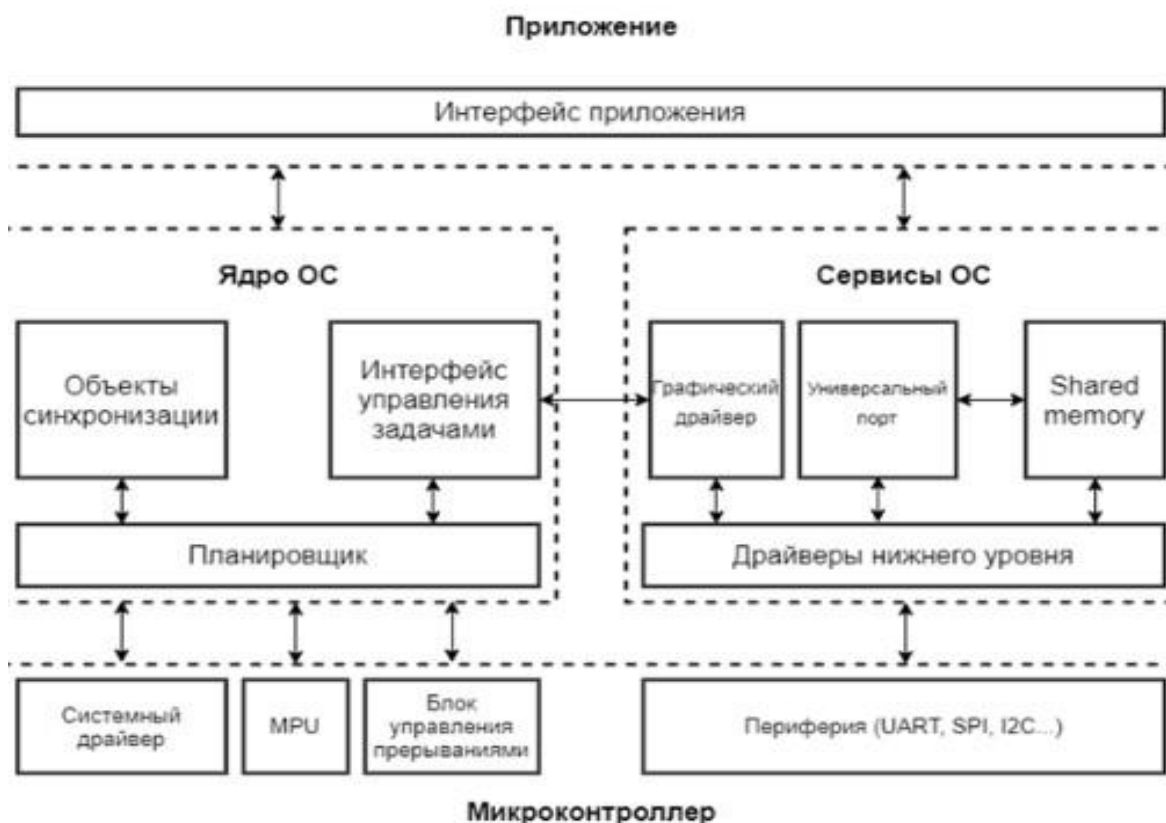 Приложение
Интерфейс приложения
Ядро ОС
Объекты
синхронизации
Интерфейс
управления
задачами
Планировщик
Сервисы ОС
Графический
драйвер
Универсальный
порт
Shared
memory
Драйверы нижнего уровня
Системный
драйвер
MPU
Блок
управления
прерываниями
Периферия (UART, SPI, I2C...)
Микроконтроллер